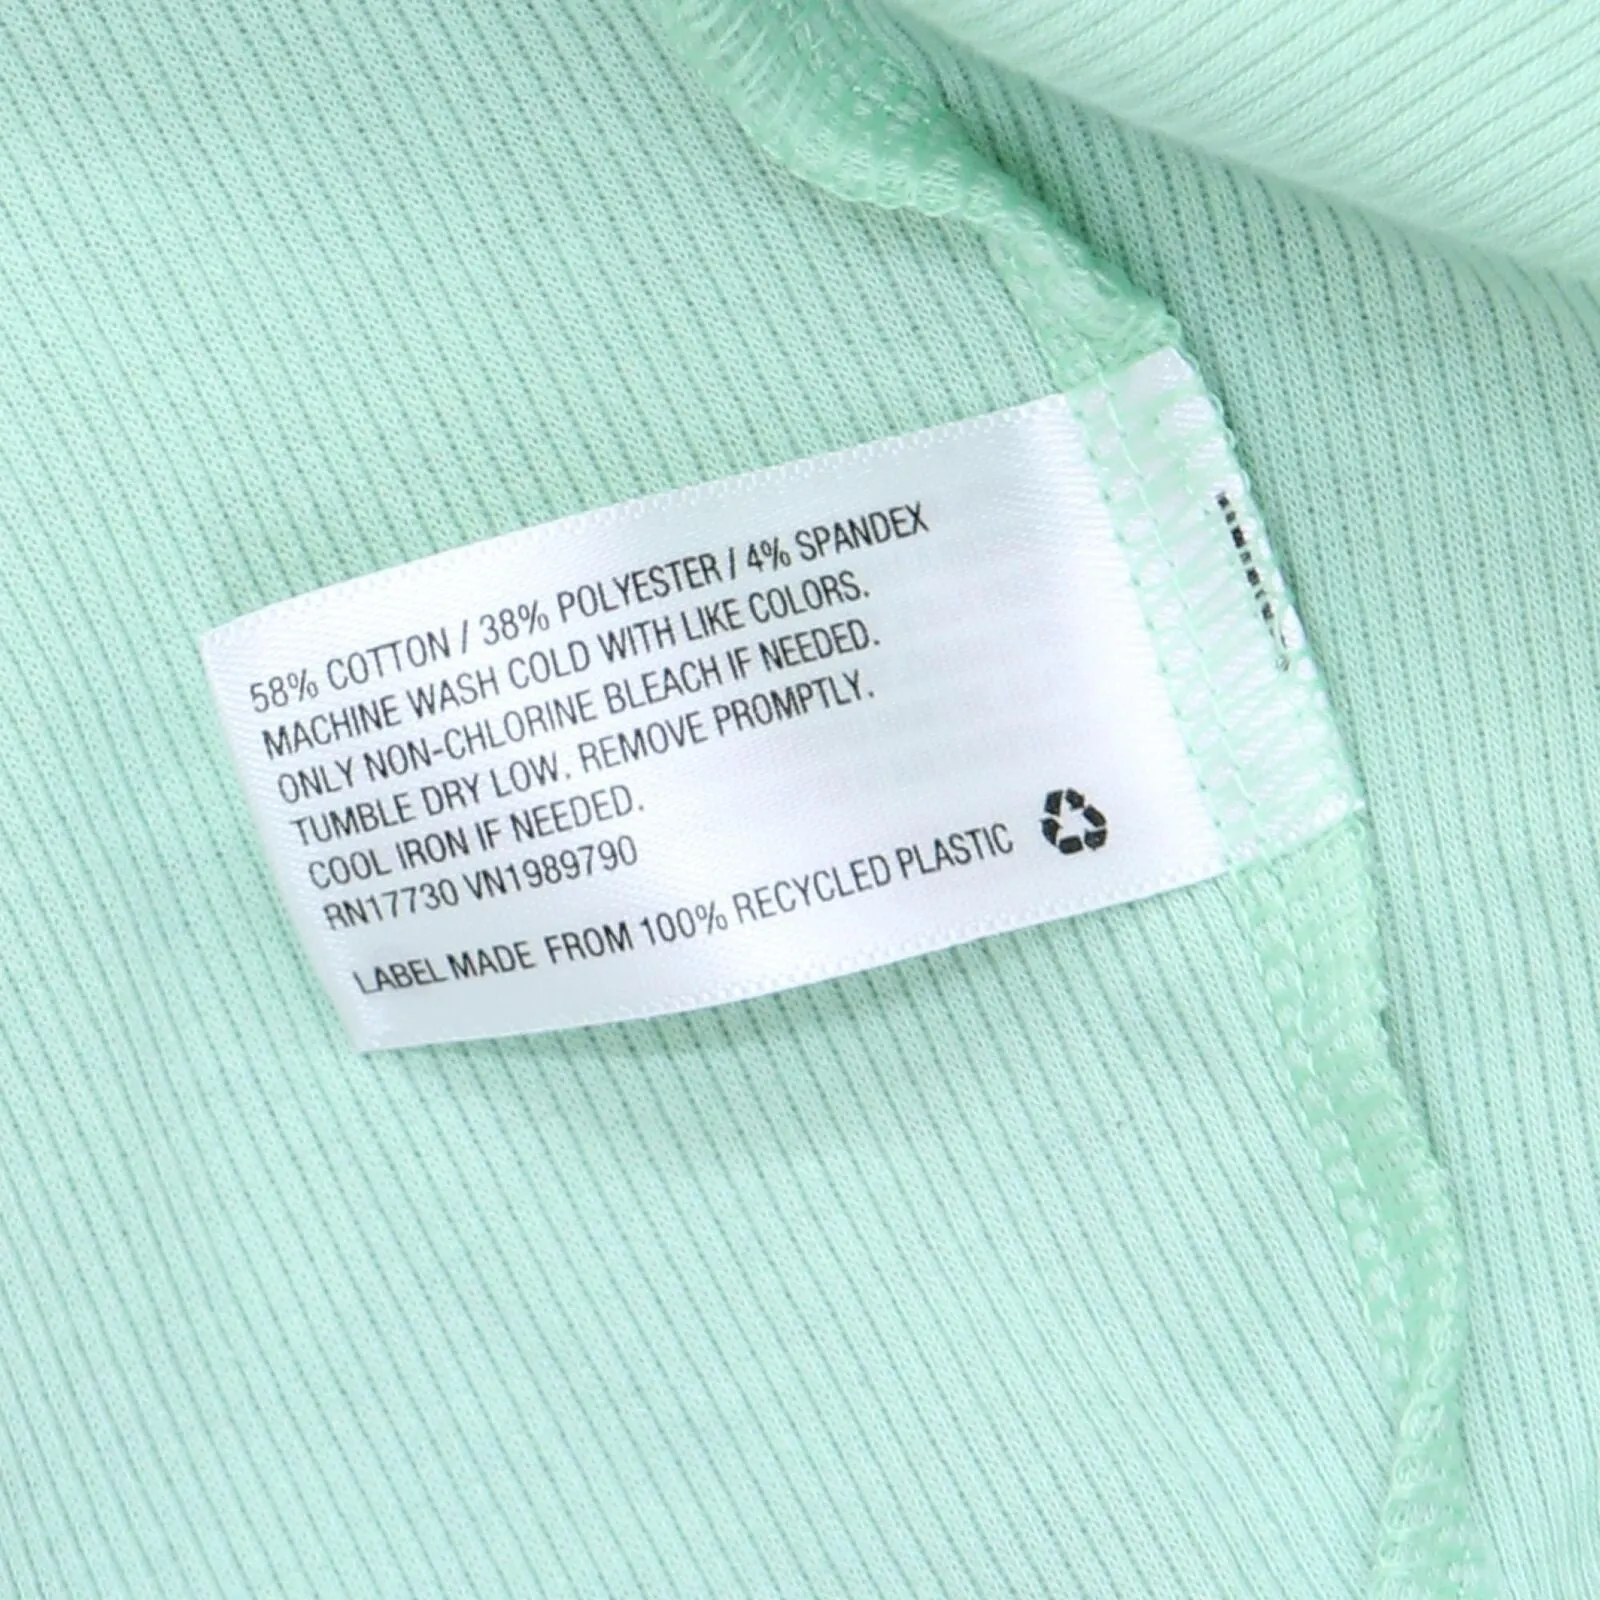 58% COTTON / 38% POLYESTER / 4% SPANDEX
MACHINE WASH COLD WITH LIKE COLORS.
ONLY NON-CHLORINE BLEACH IF NEEDED.
TUMBLE DRY LOW. REMOVE PROMPTLY.
COOL IRON IF NEEDED.
RN17730 VN1989790
LABEL MADE FROM 100% RECYCLED PLASTIC